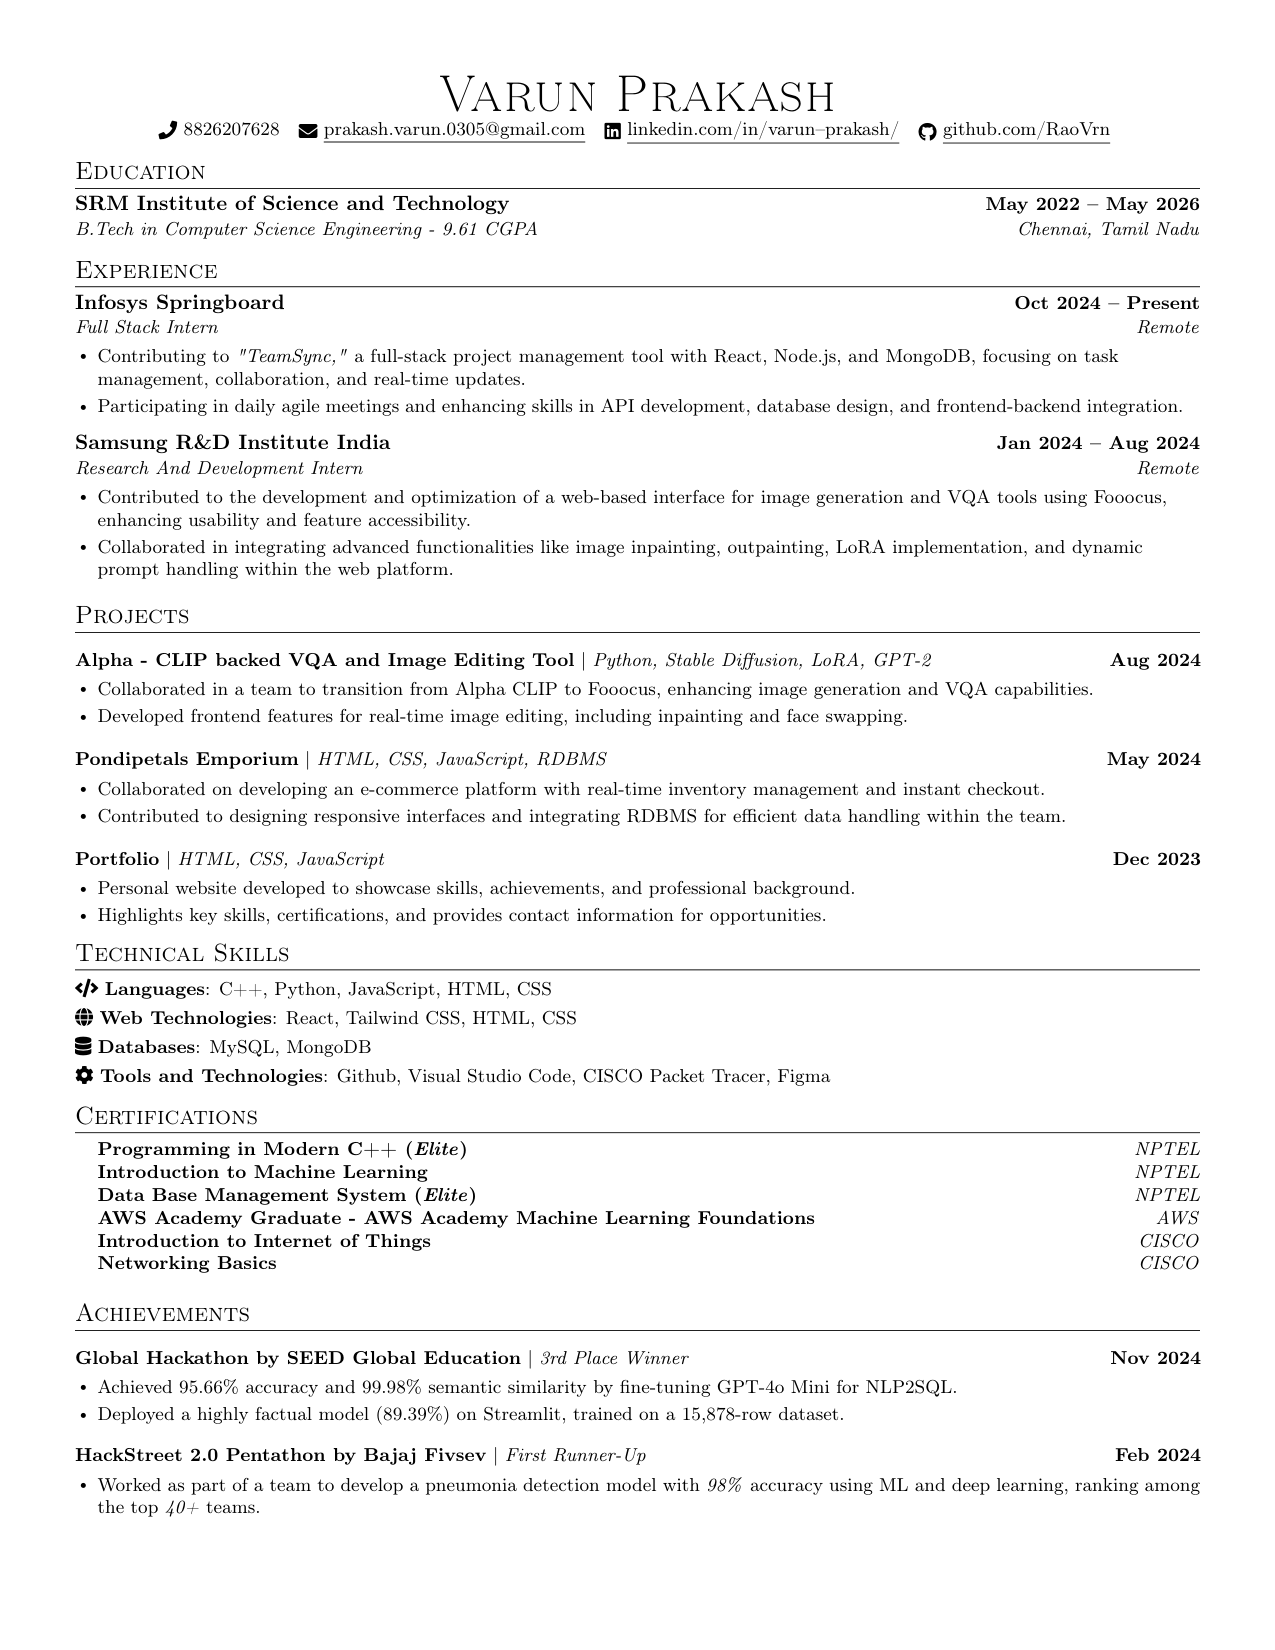 Varun Prakash
8826207628 prakash.varun.0305@gmail.com linkedin.com/in/varun–prakash/ github.com/RaoVrn
Education
SRM Institute of Science and Technology May 2022 – May 2026
B.Tech in Computer Science Engineering - 9.61 CGPA Chennai, Tamil Nadu
Experience
Infosys Springboard Oct 2024 – Present
Full Stack Intern Remote
• Contributing to "TeamSync," a full-stack project management tool with React, Node.js, and MongoDB, focusing on task
management, collaboration, and real-time updates.
• Participating in daily agile meetings and enhancing skills in API development, database design, and frontend-backend integration.
Samsung R&D Institute India Jan 2024 – Aug 2024
Research And Development Intern Remote
• Contributed to the development and optimization of a web-based interface for image generation and VQA tools using Fooocus,
enhancing usability and feature accessibility.
• Collaborated in integrating advanced functionalities like image inpainting, outpainting, LoRA implementation, and dynamic
prompt handling within the web platform.
Projects
Alpha - CLIP backed VQA and Image Editing Tool | Python, Stable Diffusion, LoRA, GPT-2 Aug 2024
• Collaborated in a team to transition from Alpha CLIP to Fooocus, enhancing image generation and VQA capabilities.
• Developed frontend features for real-time image editing, including inpainting and face swapping.
Pondipetals Emporium | HTML, CSS, JavaScript, RDBMS May 2024
• Collaborated on developing an e-commerce platform with real-time inventory management and instant checkout.
• Contributed to designing responsive interfaces and integrating RDBMS for efficient data handling within the team.
Portfolio | HTML, CSS, JavaScript Dec 2023
• Personal website developed to showcase skills, achievements, and professional background.
• Highlights key skills, certifications, and provides contact information for opportunities.
Technical Skills
Languages: C++, Python, JavaScript, HTML, CSS
Web Technologies: React, Tailwind CSS, HTML, CSS
Databases: MySQL, MongoDB
Tools and Technologies: Github, Visual Studio Code, CISCO Packet Tracer, Figma
Certifications
Programming in Modern C++ (Elite) NPTEL
Introduction to Machine Learning NPTEL
Data Base Management System (Elite) NPTEL
AWS Academy Graduate - AWS Academy Machine Learning Foundations AWS
Introduction to Internet of Things CISCO
Networking Basics CISCO
Achievements
Global Hackathon by SEED Global Education | 3rd Place Winner Nov 2024
• Achieved 95.66% accuracy and 99.98% semantic similarity by fine-tuning GPT-4o Mini for NLP2SQL.
• Deployed a highly factual model (89.39%) on Streamlit, trained on a 15,878-row dataset.
HackStreet 2.0 Pentathon by Bajaj Fivsev | First Runner-Up Feb 2024
• Worked as part of a team to develop a pneumonia detection model with 98% accuracy using ML and deep learning, ranking among
the top 40+ teams.